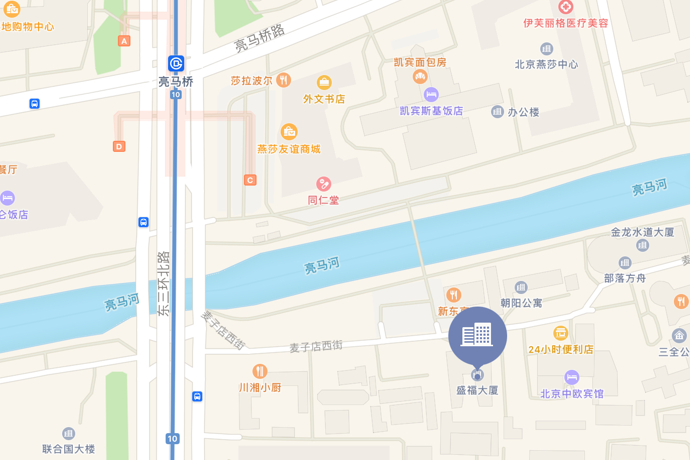 伊芙丽格医疗美容
地购物中心
A
亮马桥路
凯宾面包房
北京燕莎中心
莎拉波尔
亮马桥
外文书店
10
凯宾斯基饭店
办公楼
D
燕莎友谊商城
餐厅
C
亮马河
同仁堂
仑饭店
金龙水道大厦
东三环北路
亮马河
部落方舟
亮马河
朝阳公寓
新东
麦子店西街
麦子店西街
24小时便利店
三全公
川湘小厨
盛福大厦
北京中欧宾馆
10
联合国大楼